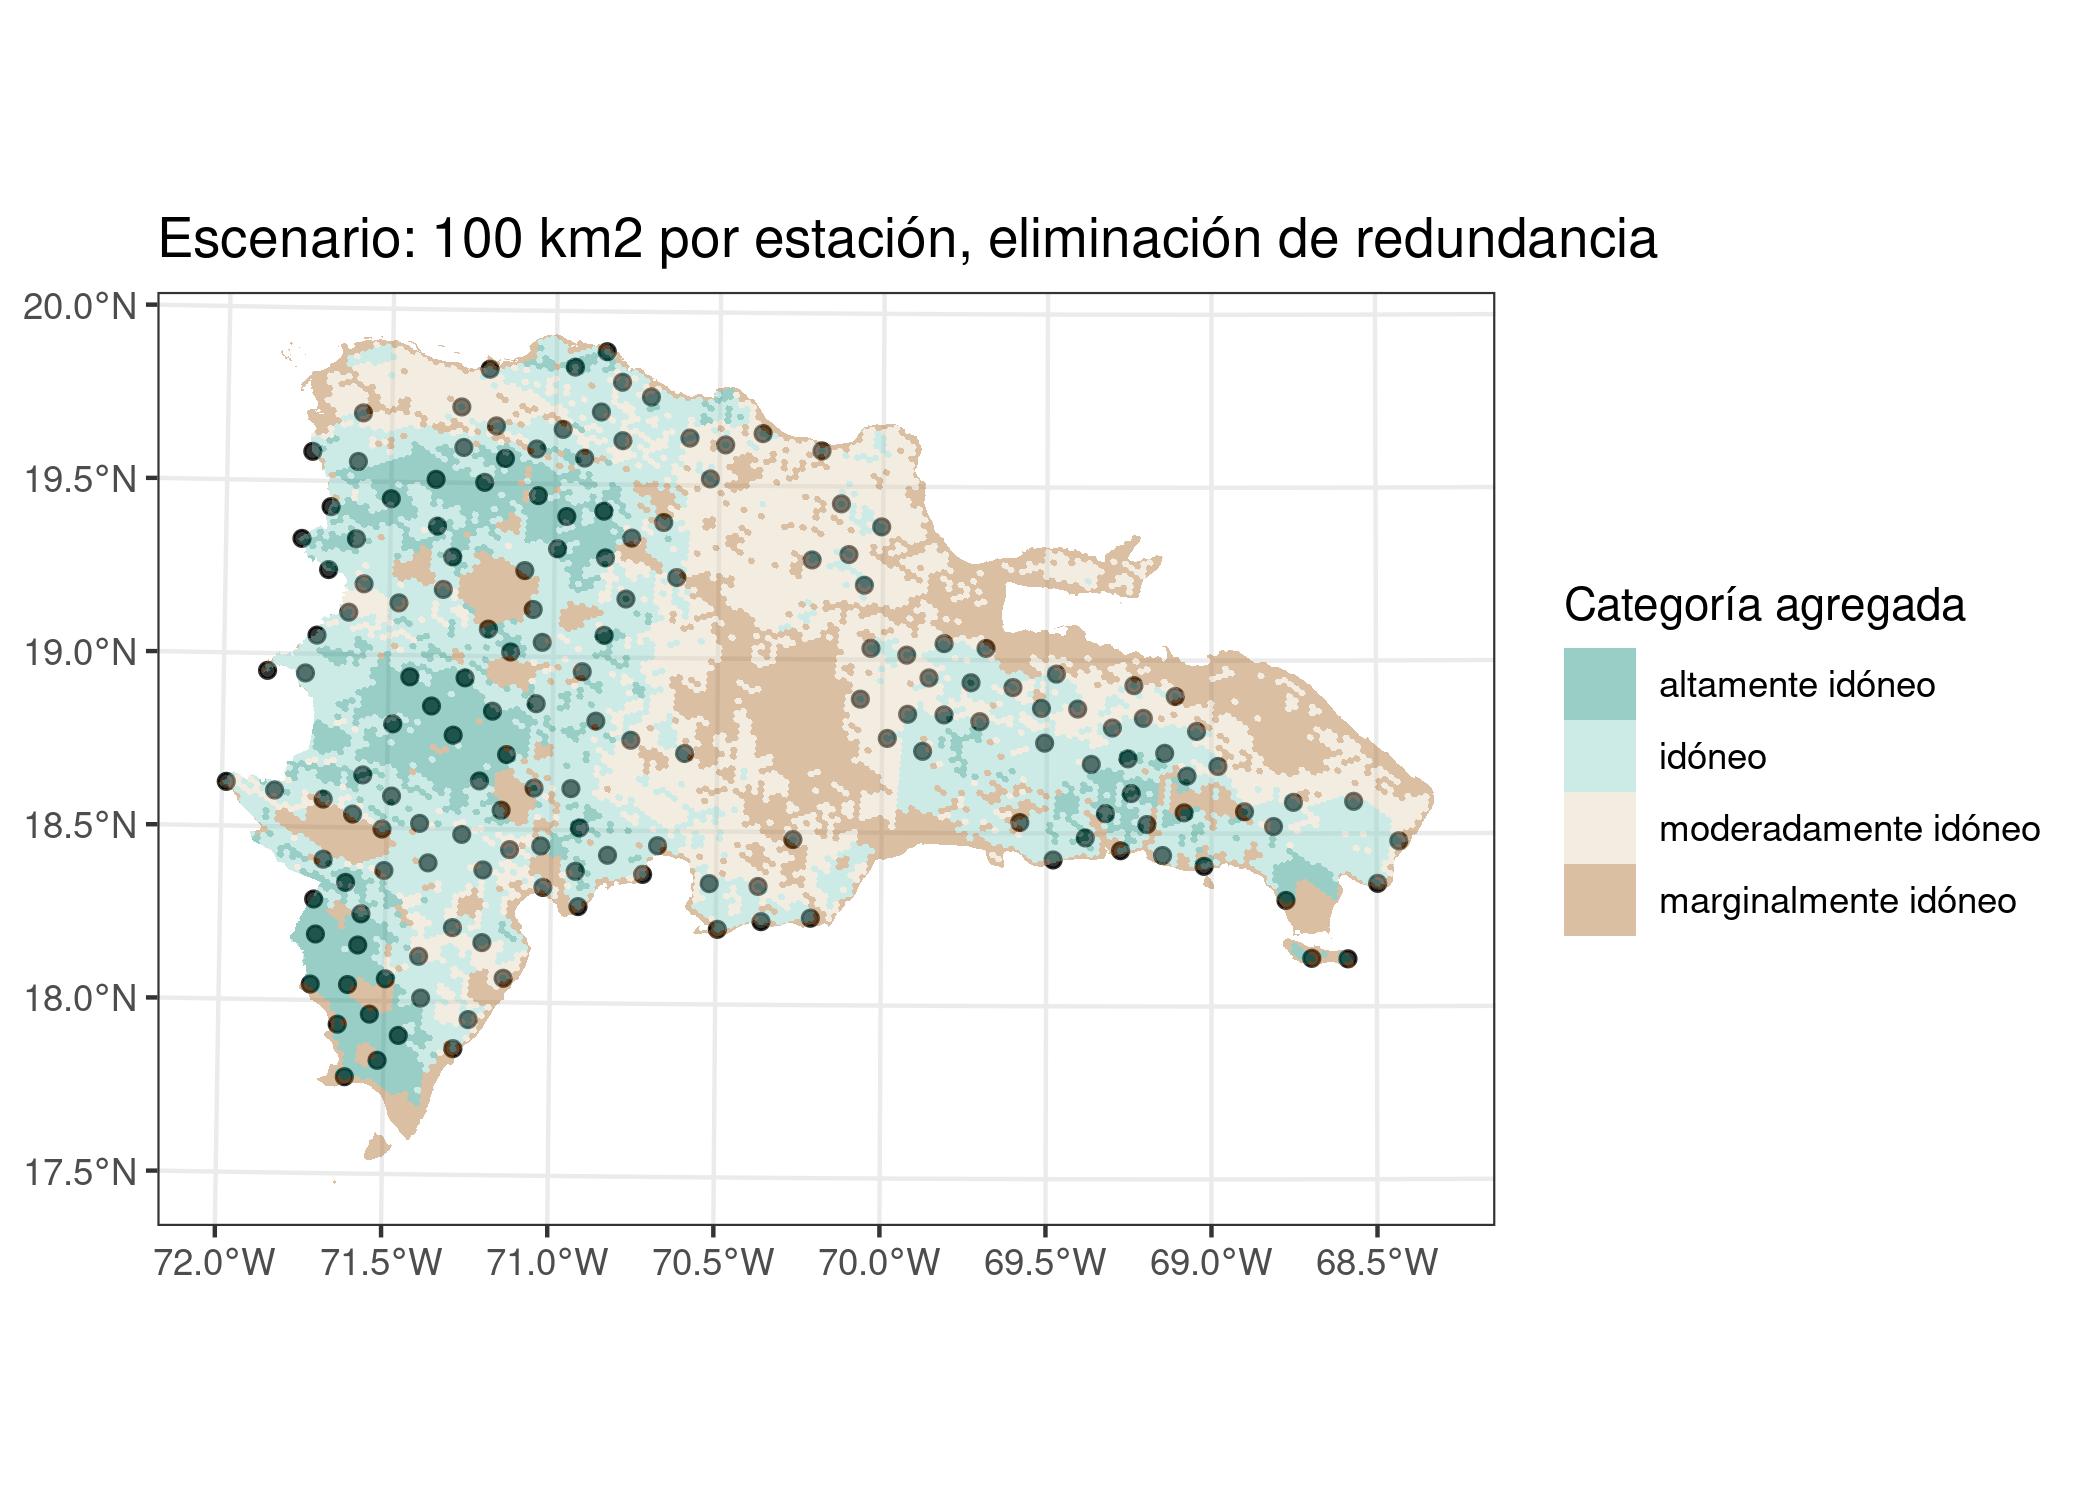 Escenario: 100 km2 por estación, eliminación de redundancia
20.0°N
19.5°N
19.0°N
18.5°N
18.0°N
17.5°N
72.0°W 71.5°W 71.0°W 70.5°W 70.0°W 69.5°W 69.0°W 68.5°W
Categoría agregada
altamente idóneo
idóneo
moderadamente idóneo
marginalmente idóneo